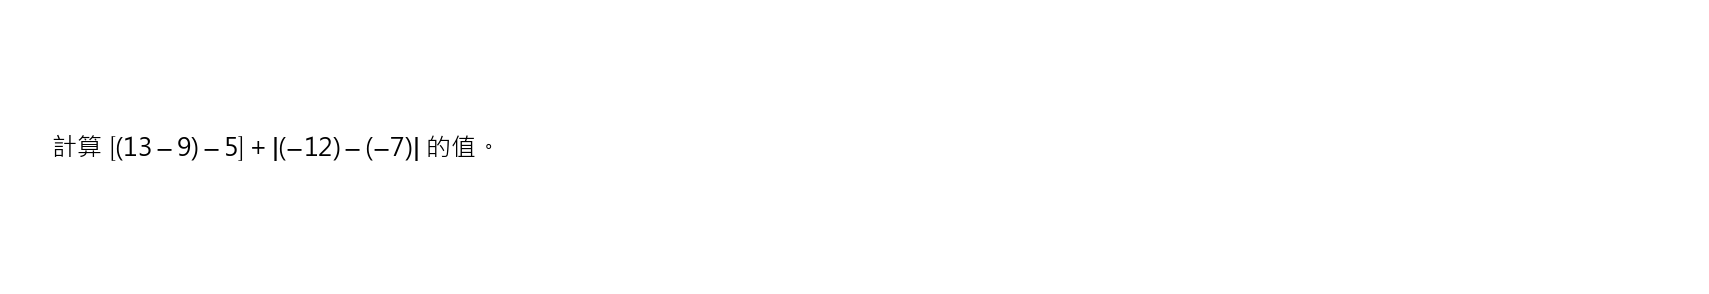 計算 [(13 – 9) – 5] + |(–12) – (–7)| 的值。